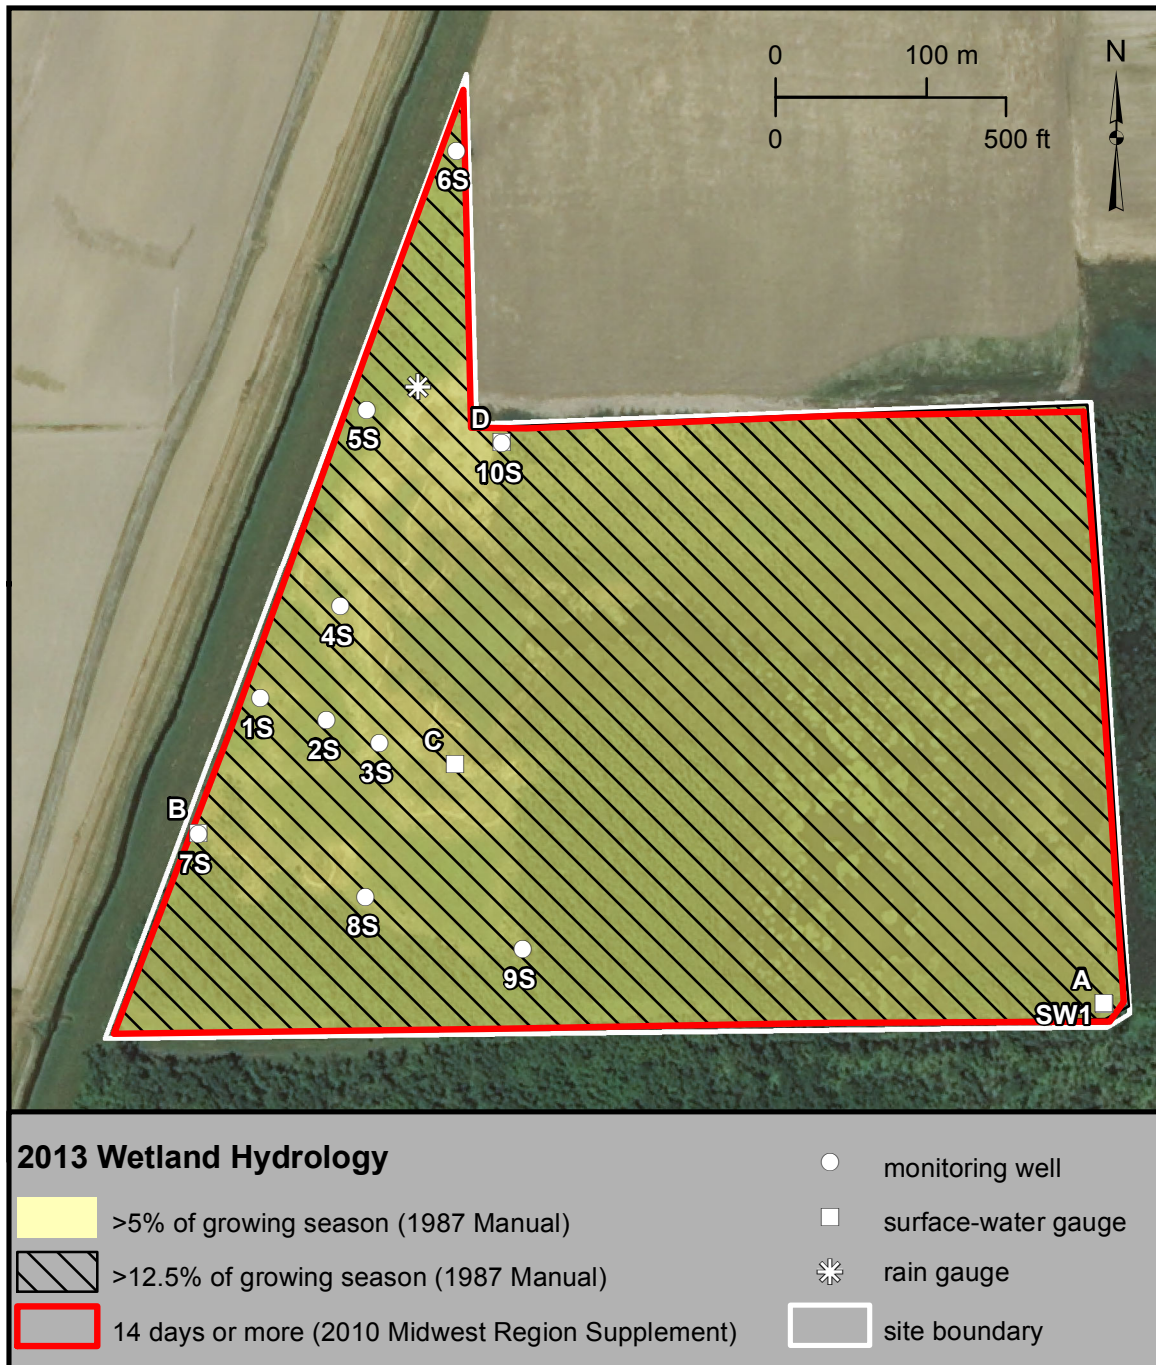 0 100 m
N
0 500 ft
6S
D
5S
10S
4S
1S
2S
C
3S
B
7S
8S
9S
A
SW1
2013 Wetland Hydrology
monitoring well
>5% of growing season (1987 Manual)
surface-water gauge
>12.5% of growing season (1987 Manual)
rain gauge
14 days or more (2010 Midwest Region Supplement)
site boundary